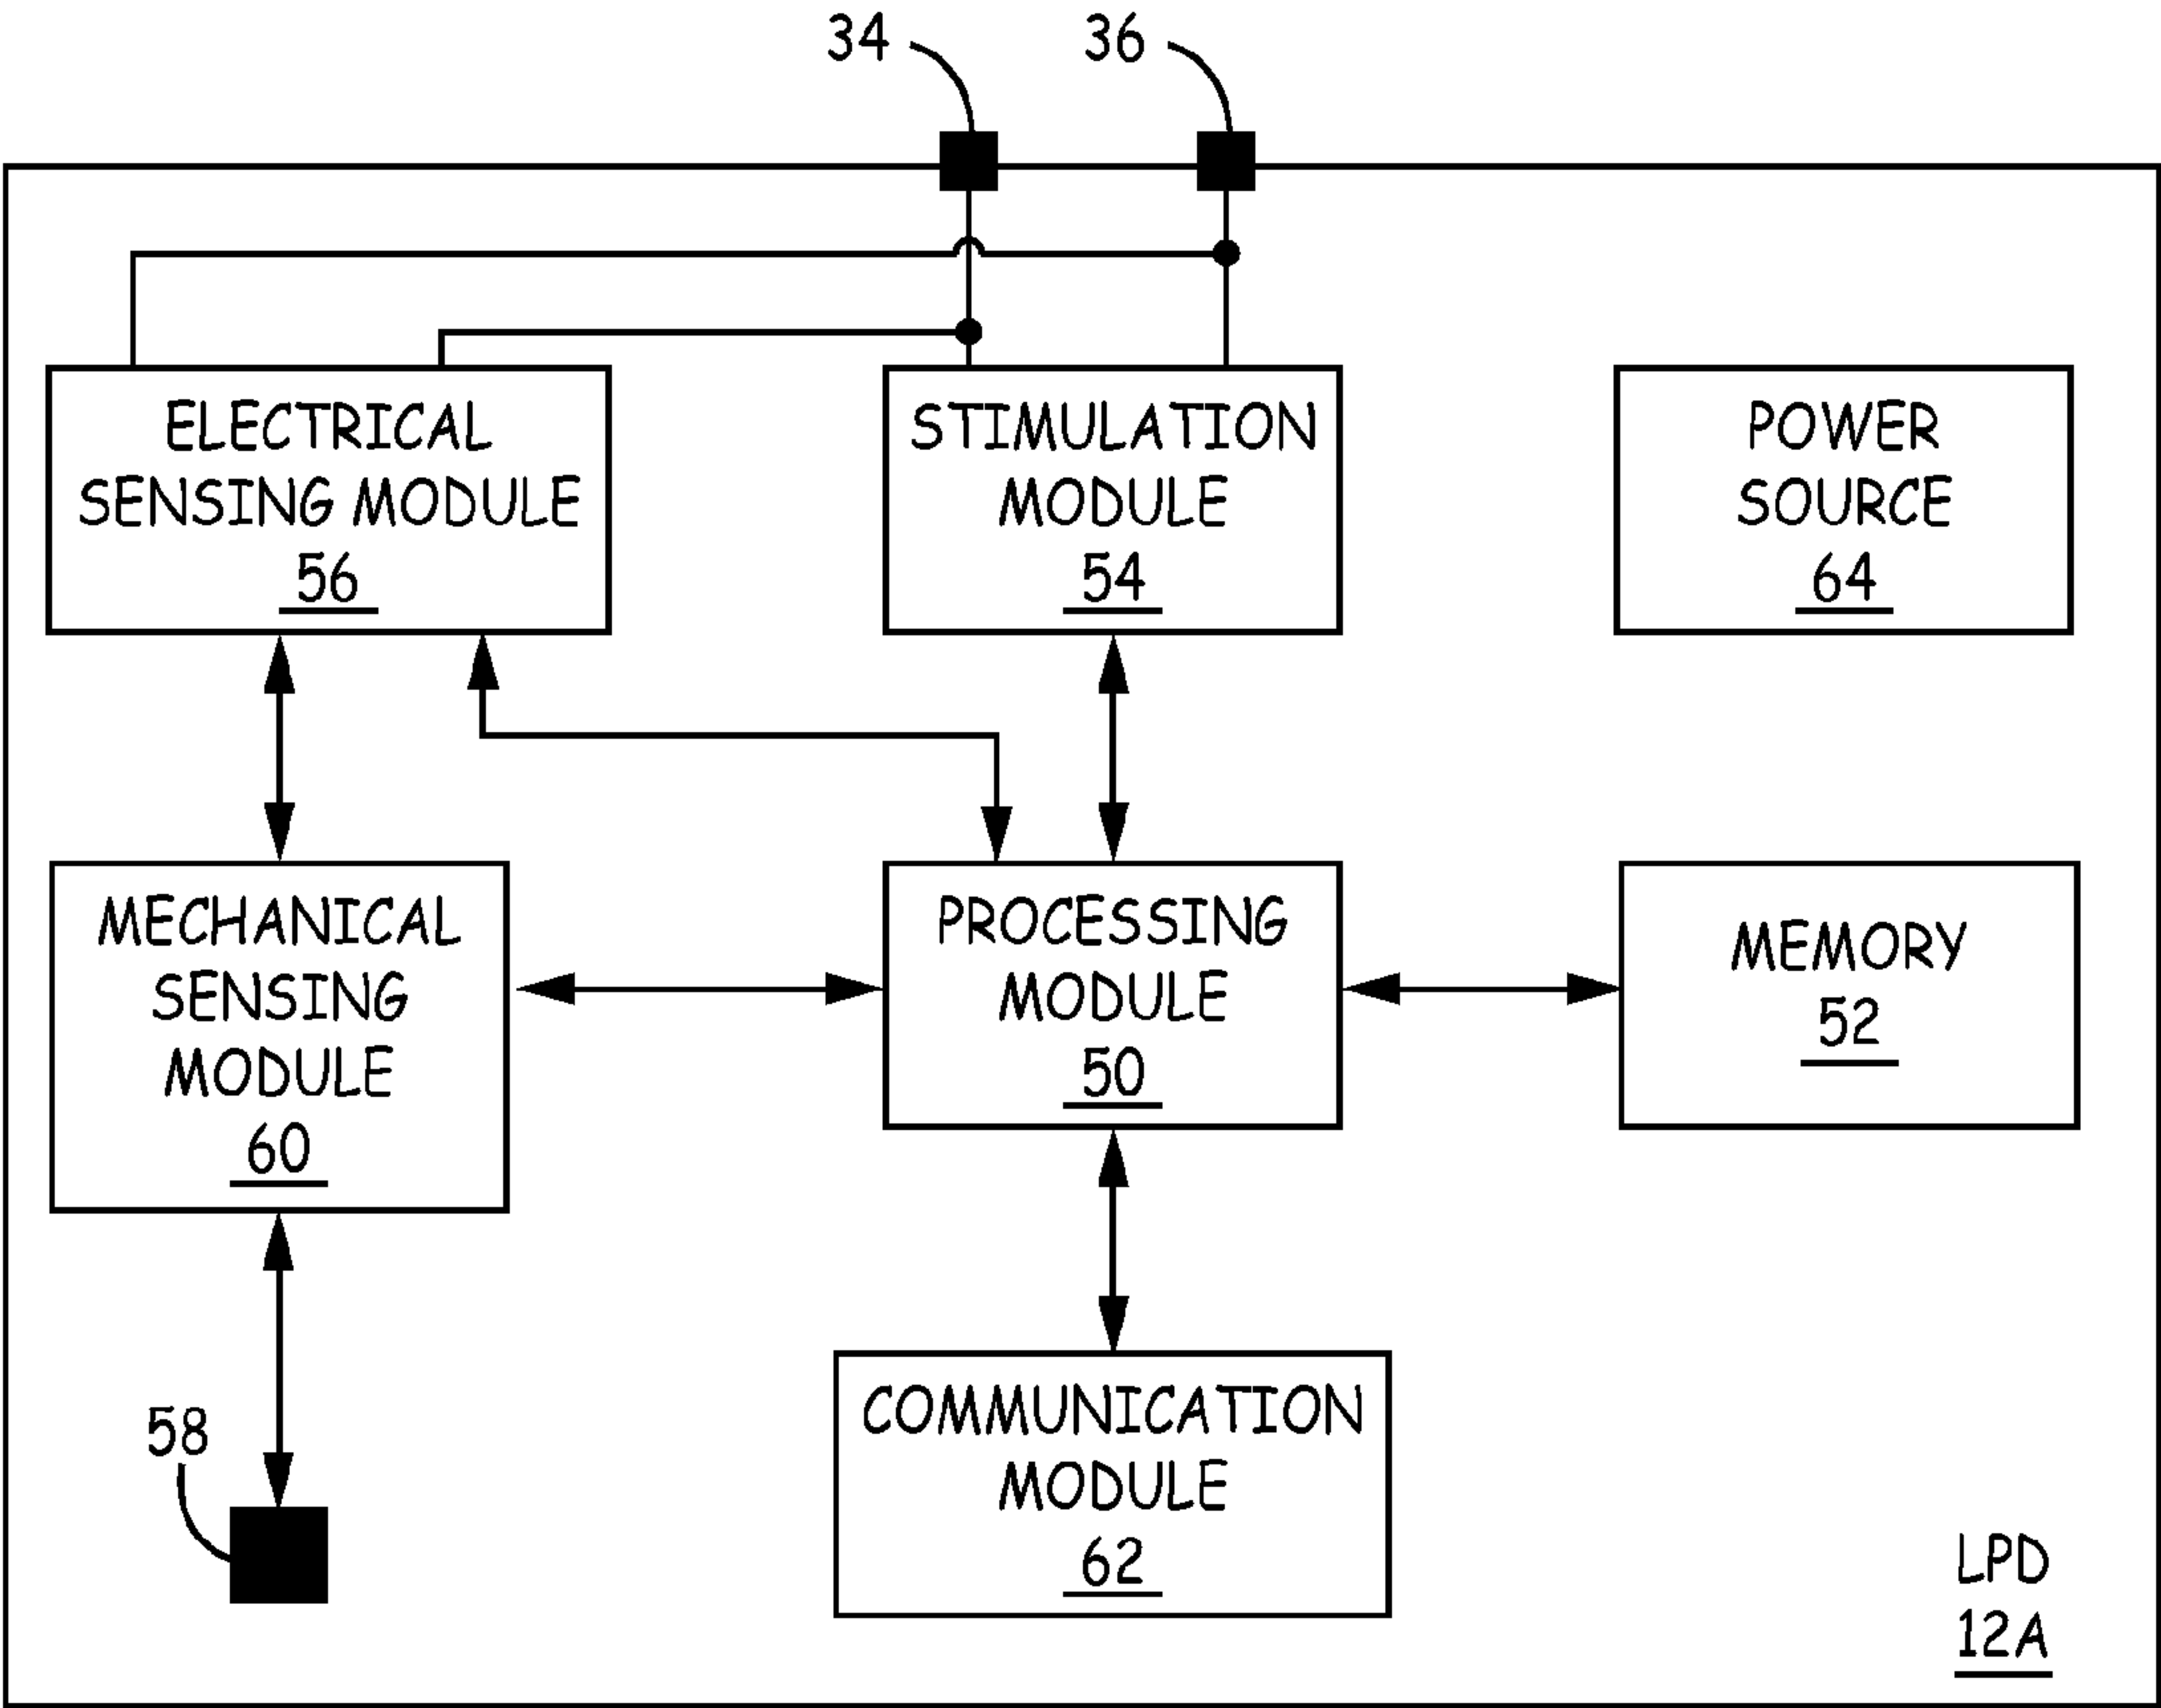 34
36
ELECTRICAL
SENSING MODULE
56
STIMULATION
MODULE
54
POWER
SOURCE
64
MECHANICAL
SENSING
MODULE
60
PROCESSING
MODULE
50
MEMORY
52
58
COMMUNICATION
MODULE
62
LPD
12A